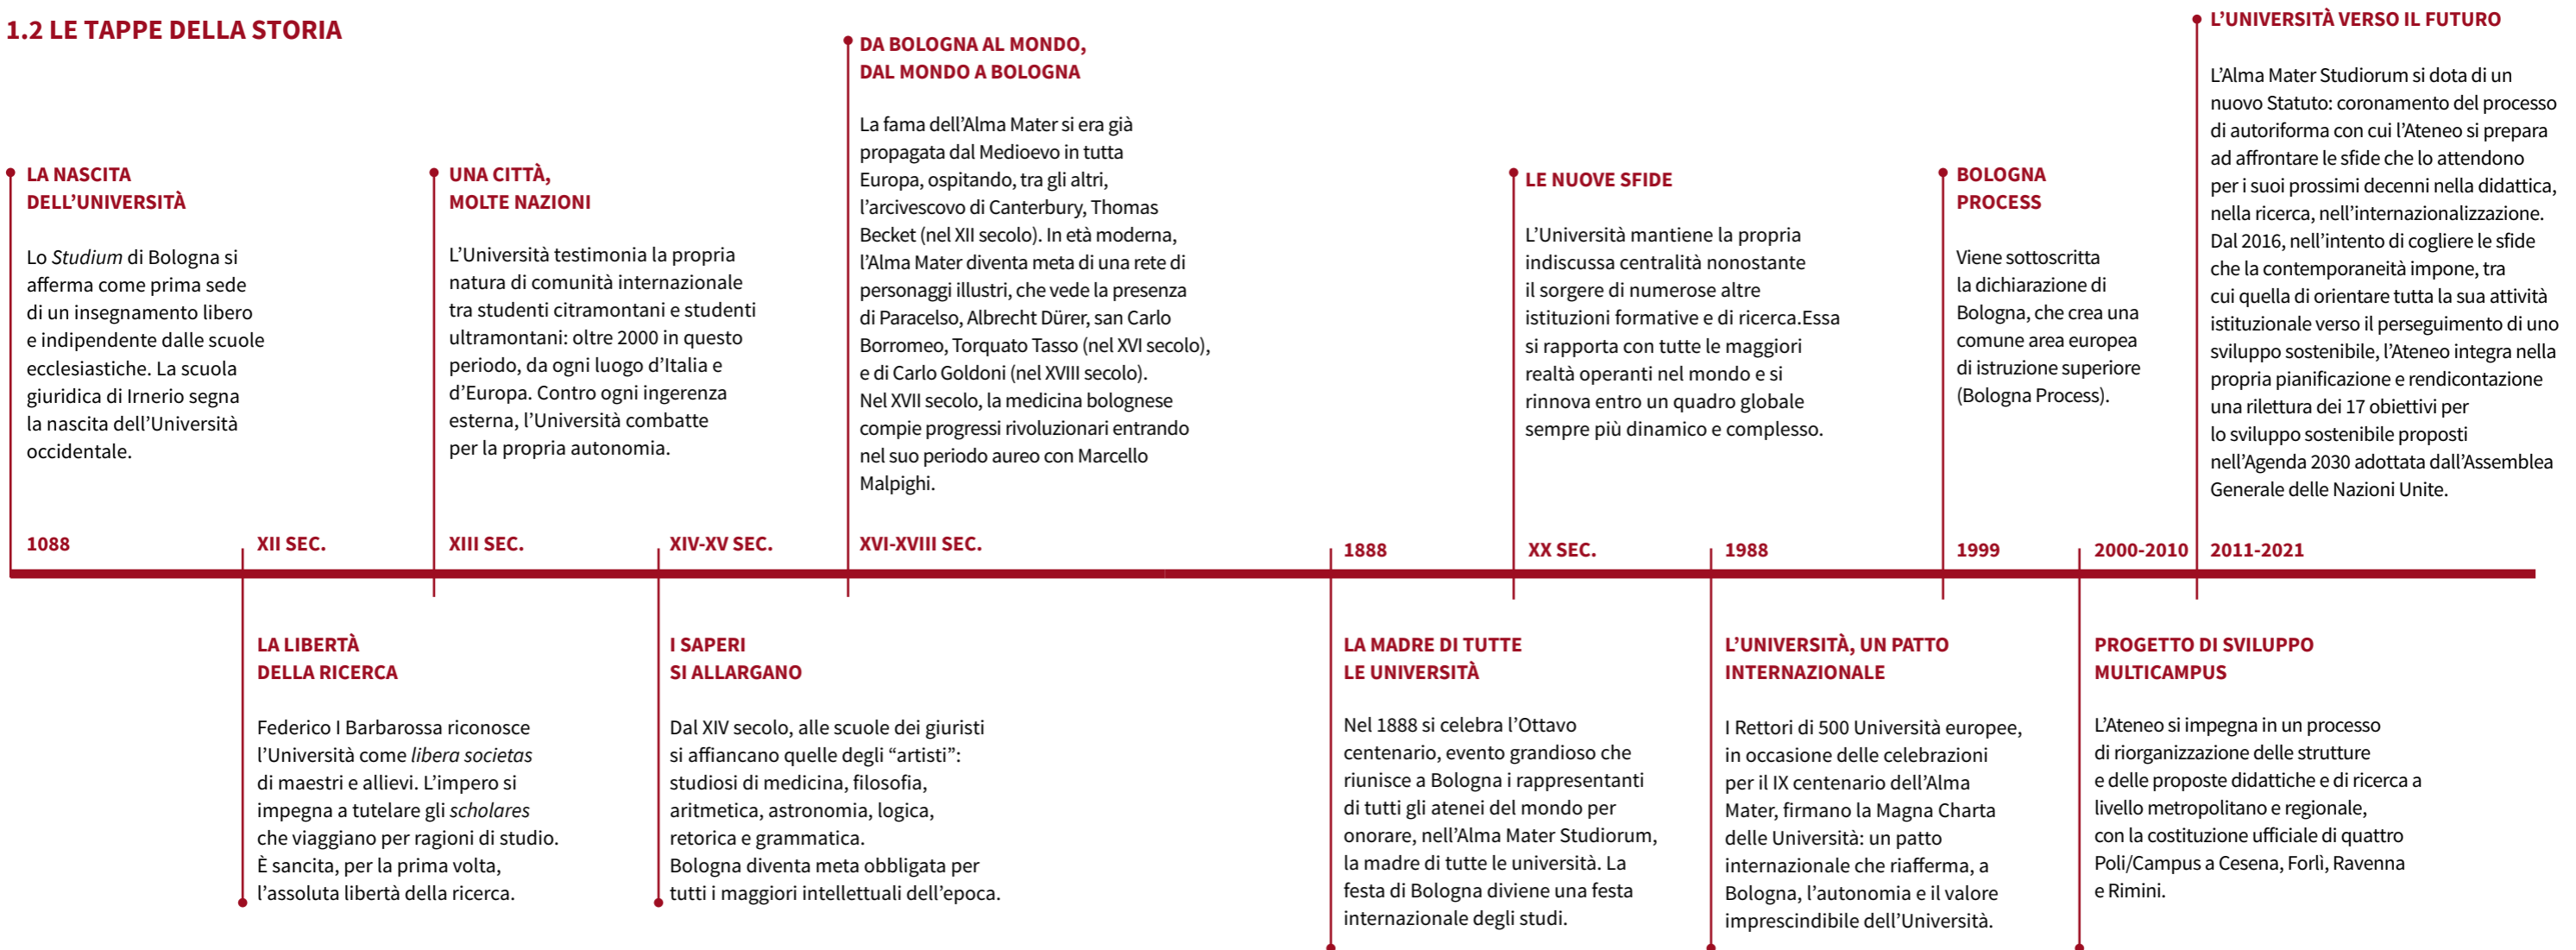 1.2 LE TAPPE DELLA STORIA
LA NASCITA
DELL’UNIVERSITÀ
Lo Studium di Bologna si
afferma come prima sede
di un insegnamento libero
e indipendente dalle scuole
ecclesiastiche. La scuola
giuridica di Irnerio segna
la nascita dell’Università
occidentale.
1088
XII SEC.
LA LIBERTÀ
DELLA RICERCA
Federico I Barbarossa riconosce
l’Università come libera societas
di maestri e allievi. L’impero si
impegna a tutelare gli scholares
che viaggiano per ragioni di studio.
È sancita, per la prima volta,
l’assoluta libertà della ricerca.
UNA CITTÀ,
MOLTE NAZIONI
L’Università testimonia la propria
natura di comunità internazionale
tra studenti citramontani e studenti
ultramontani: oltre 2000 in questo
periodo, da ogni luogo d’Italia e
d’Europa. Contro ogni ingerenza
esterna, l’Università combatte
per la propria autonomia.
XIII SEC.
XIV-XV SEC.
I SAPERI
SI ALLARGANO
Dal XIV secolo, alle scuole dei giuristi
si affiancano quelle degli “artisti”:
studiosi di medicina, filosofia,
aritmetica, astronomia, logica,
retorica e grammatica.
Bologna diventa meta obbligata per
tutti i maggiori intellettuali dell’epoca.
DA BOLOGNA AL MONDO,
DAL MONDO A BOLOGNA
La fama dell’Alma Mater si era già
propagata dal Medioevo in tutta
Europa, ospitando, tra gli altri,
l’arcivescovo di Canterbury, Thomas
Becket (nel XII secolo). In età moderna,
l’Alma Mater diventa meta di una rete di
personaggi illustri, che vede la presenza
di Paracelso, Albrecht Dürer, san Carlo
Borromeo, Torquato Tasso (nel XVI secolo),
e di Carlo Goldoni (nel XVIII secolo).
Nel XVII secolo, la medicina bolognese
compie progressi rivoluzionari entrando
nel suo periodo aureo con Marcello
Malpighi.
XVI-XVIII SEC.
1888
LA MADRE DI TUTTE
LE UNIVERSITÀ
Nel 1888 si celebra l’Ottavo
centenario, evento grandioso che
riunisce a Bologna i rappresentanti
di tutti gli atenei del mondo per
onorare, nell’Alma Mater Studiorum,
la madre di tutte le università. La
festa di Bologna diviene una festa
internazionale degli studi.
LE NUOVE SFIDE
L’Università mantiene la propria
indiscussa centralità nonostante
il sorgere di numerose altre
istituzioni formative e di ricerca.Essa
si rapporta con tutte le maggiori
realtà operanti nel mondo e si
rinnova entro un quadro globale
sempre più dinamico e complesso.
XX SEC.
1988
L’UNIVERSITÀ, UN PATTO
INTERNAZIONALE
I Rettori di 500 Università europee,
in occasione delle celebrazioni
per il IX centenario dell’Alma
Mater, firmano la Magna Charta
delle Università: un patto
internazionale che riafferma, a
Bologna, l’autonomia e il valore
imprescindibile dell’Università.
BOLOGNA
PROCESS
Viene sottoscritta
la dichiarazione di
Bologna, che crea una
comune area europea
di istruzione superiore
(Bologna Process).
1999
2000-2010
PROGETTO DI SVILUPPO
MULTICAMPUS
L’Ateneo si impegna in un processo
di riorganizzazione delle strutture
e delle proposte didattiche e di ricerca a
livello metropolitano e regionale,
con la costituzione ufficiale di quattro
Poli/Campus a Cesena, Forlì, Ravenna
e Rimini.
L’UNIVERSITÀ VERSO IL FUTURO
L’Alma Mater Studiorum si dota di un
nuovo Statuto: coronamento del processo
di autoriforma con cui l’Ateneo si prepara
ad affrontare le sfide che lo attendono
per i suoi prossimi decenni nella didattica,
nella ricerca, nell’internazionalizzazione.
Dal 2016, nell’intento di cogliere le sfide
che la contemporaneità impone, tra
cui quella di orientare tutta la sua attività
istituzionale verso il perseguimento di uno
sviluppo sostenibile, l’Ateneo integra nella
propria pianificazione e rendicontazione
una rilettura dei 17 obiettivi per
lo sviluppo sostenibile proposti
nell’Agenda 2030 adottata dall’Assemblea
Generale delle Nazioni Unite.
2011-2021